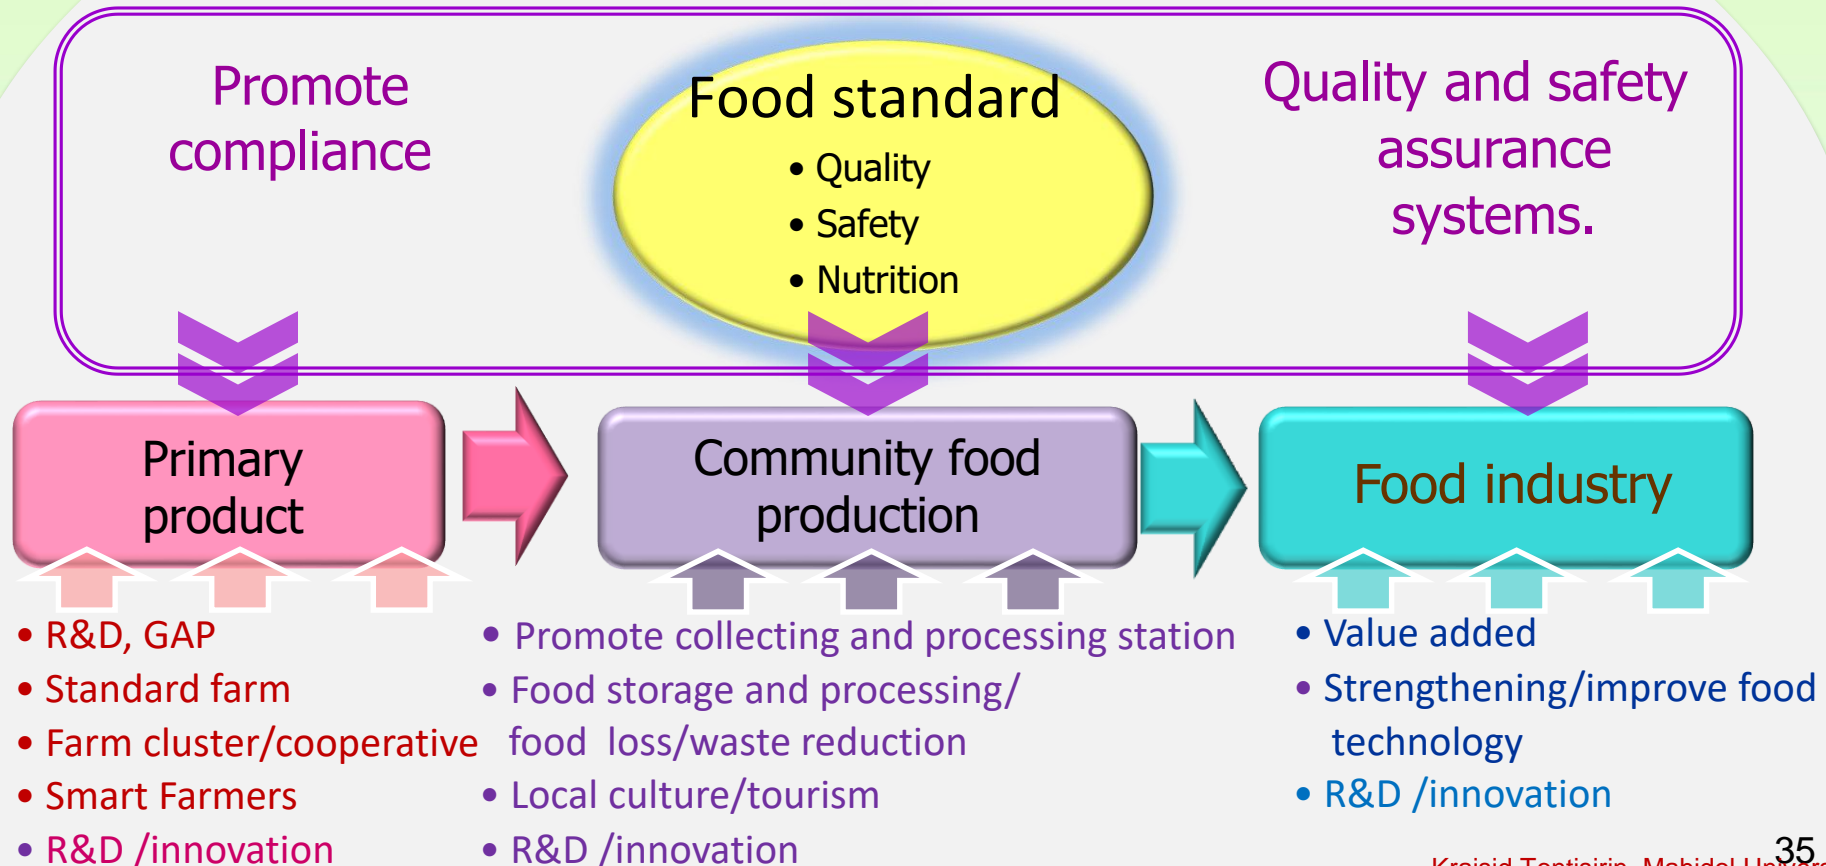 Promote
compliance
Food standard
• Quality
• Safety
• Nutrition
Quality and safety
assurance
systems.
Primary
product
Community food
production
Food industry
• R&D, GAP
• Standard farm
• Farm cluster/cooperative
• Smart Farmers
• R&D /innovation
• Promote collecting and processing station
• Food storage and processing/
food loss/waste reduction
• Local culture/tourism
• R&D /innovation
• Value added
• Strengthening/improve food
technology
• R&D /innovation
Mahidol
35